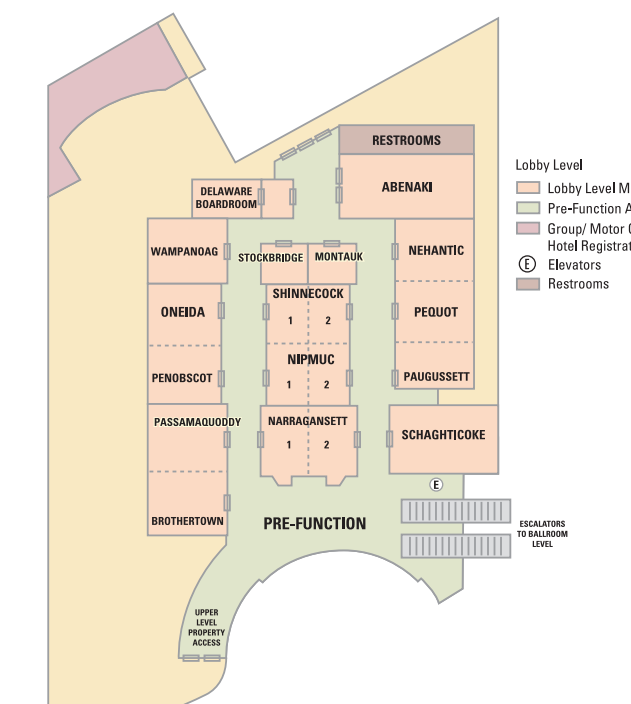 RESTROOMS
ABENAKI
DELAWARE
BOARDROOM
WAMPANOAG
STOCKBRIDGE
MONTAUK
NEHANTIC
SHINNECOCK
1 2
ONEIDA
PEQUOT
NIPMUC
1 2
PENOBSCOT
PAUGUSSETT
PASSAMAQUODDY
NARRAGANSETT
1 2
SCHAGHTICOKE
E
BROTHERTOWN
PRE-FUNCTION
ESCALATORS
TO BALLROOM
LEVEL
UPPER
LEVEL
PROPERTY
ACCESS
Lobby Level
Lobby Level M
Pre-Function A
Group/ Motor
Hotel Registrat
E Elevators
Restrooms